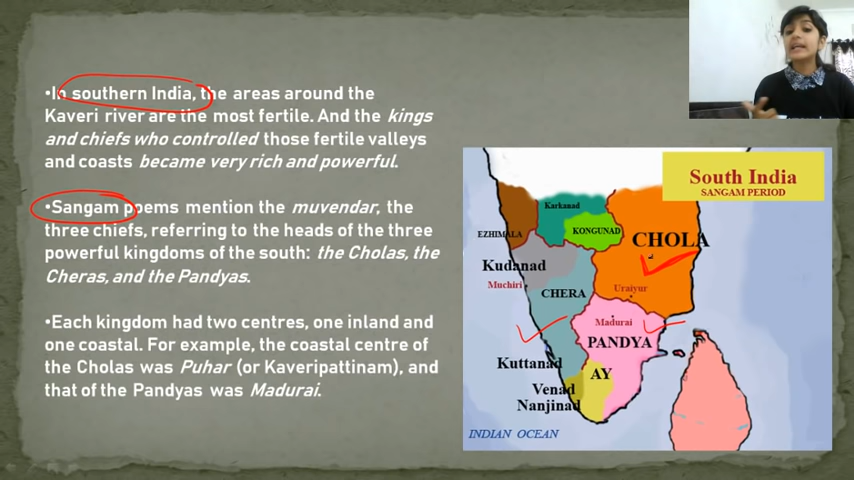 •In southern India, the areas around the
Kaveri river are the most fertile. And the kings
and chiefs who controlled those fertile valleys
and coasts became very rich and powerful.
•Sangam poems mention the muvendar, the
three chiefs, referring to the heads of the three
powerful kingdoms of the south: the Cholas, the
Cheras, and the Pandyas.
•Each kingdom had two centres, one inland and
one coastal. For example, the coastal centre of
the Cholas was Puhar (or Kaveripattinam), and
that of the Pandyas was Madurai.
South India
SANGAM PERIOD
Karkanad
EZHIMALA
KONGUNAD
CHOLA
Kudanad
Muchiri
CHERA
Uraiyur
Madurai
PANDYA
Kuttanad
AY
Venad
Nanjinad
INDIAN OCEAN